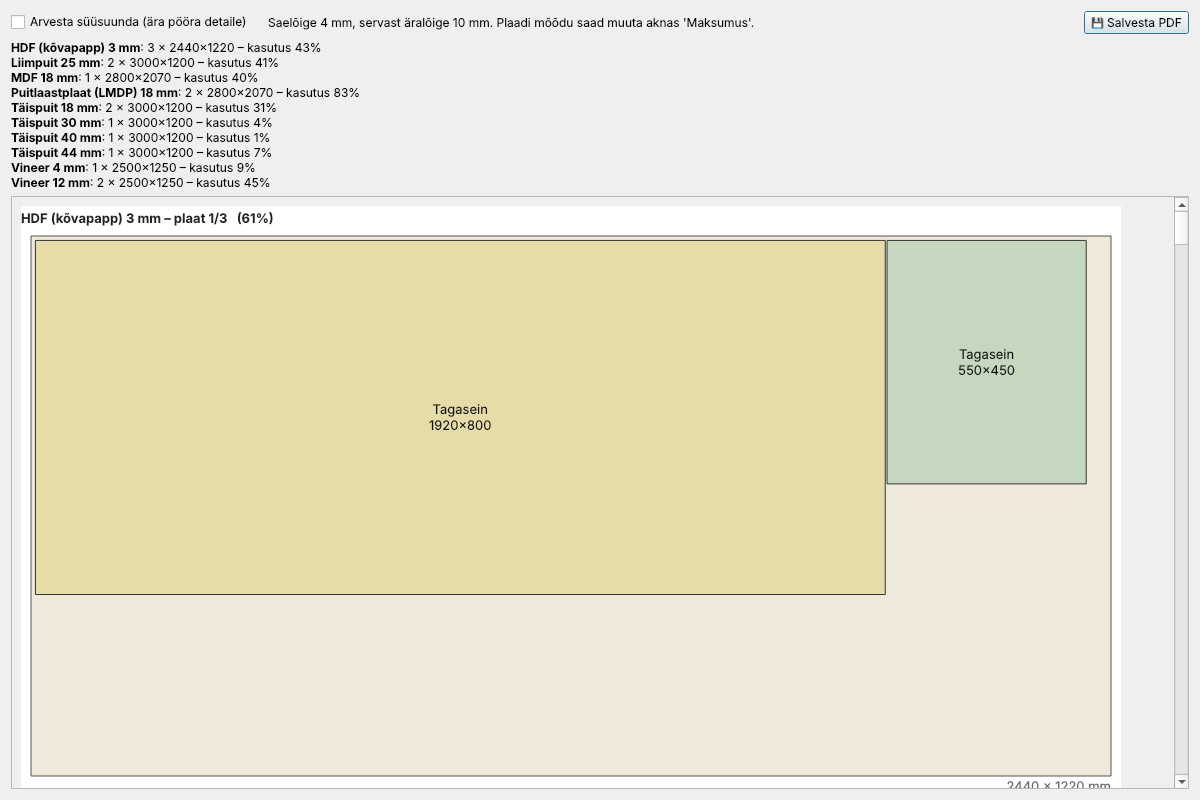 Arvesta süüsuunda (ära pööra detaile)
Saelõige 4 mm, servast äralõige 10 mm. Plaadi mõõdu saad muuta aknas 'Maksumus'.
Salvesta PDF
HDF (kõvapapp) 3 mm: 3 × 2440×1220 – kasutus 43%
Liimpuit 25 mm: 2 × 3000×1200 – kasutus 41%
MDF 18 mm: 1 × 2800×2070 – kasutus 40%
Puitlaastplaat (LMDP) 18 mm: 2 × 2800×2070 – kasutus 83%
Täispuit 18 mm: 2 × 3000×1200 – kasutus 31%
Täispuit 30 mm: 1 × 3000×1200 – kasutus 4%
Täispuit 40 mm: 1 × 3000×1200 – kasutus 1%
Täispuit 44 mm: 1 × 3000×1200 – kasutus 7%
Vineer 4 mm: 1 × 2500×1250 – kasutus 9%
Vineer 12 mm: 2 × 2500×1250 – kasutus 45%
HDF (kõvapapp) 3 mm – plaat 1/3 (61%)
Tagasein
550×450
Tagasein
1920×800
2440 × 1220 mm